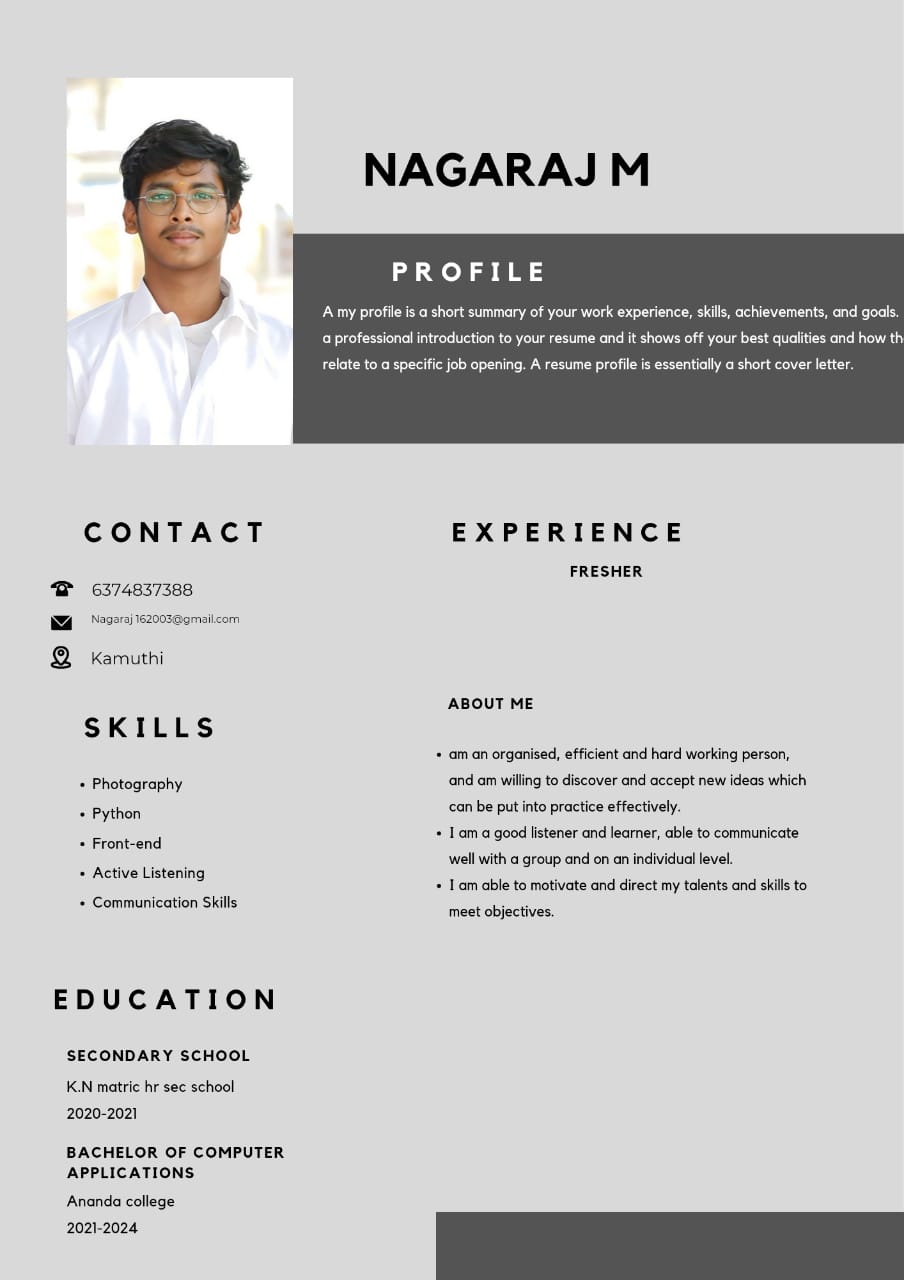 NAGARAJ M
PROFILE
A my profile is a short summary of your work experience, skills, achievements, and goals.
a professional introduction to your resume and it shows off your best qualities and how th
relate to a specific job opening. A resume profile is essentially a short cover letter.
CONTACT
6374837388
Nagaraj162003@gmail.com
Kamuthi
SKILLS
• Photography
• Python
• Front-end
• Active Listening
• Communication Skills
EDUCATION
SECONDARY SCHOOL
K.N matric hr sec school
2020-2021
BACHELOR OF COMPUTER
APPLICATIONS
Ananda college
2021-2024
EXPERIENCE
FRESHER
ABOUT ME
• am an organised, efficient and hard working person,
and am willing to discover and accept new ideas which
can be put into practice effectively.
• I am a good listener and learner, able to communicate
well with a group and on an individual level.
• I am able to motivate and direct my talents and skills to
meet objectives.